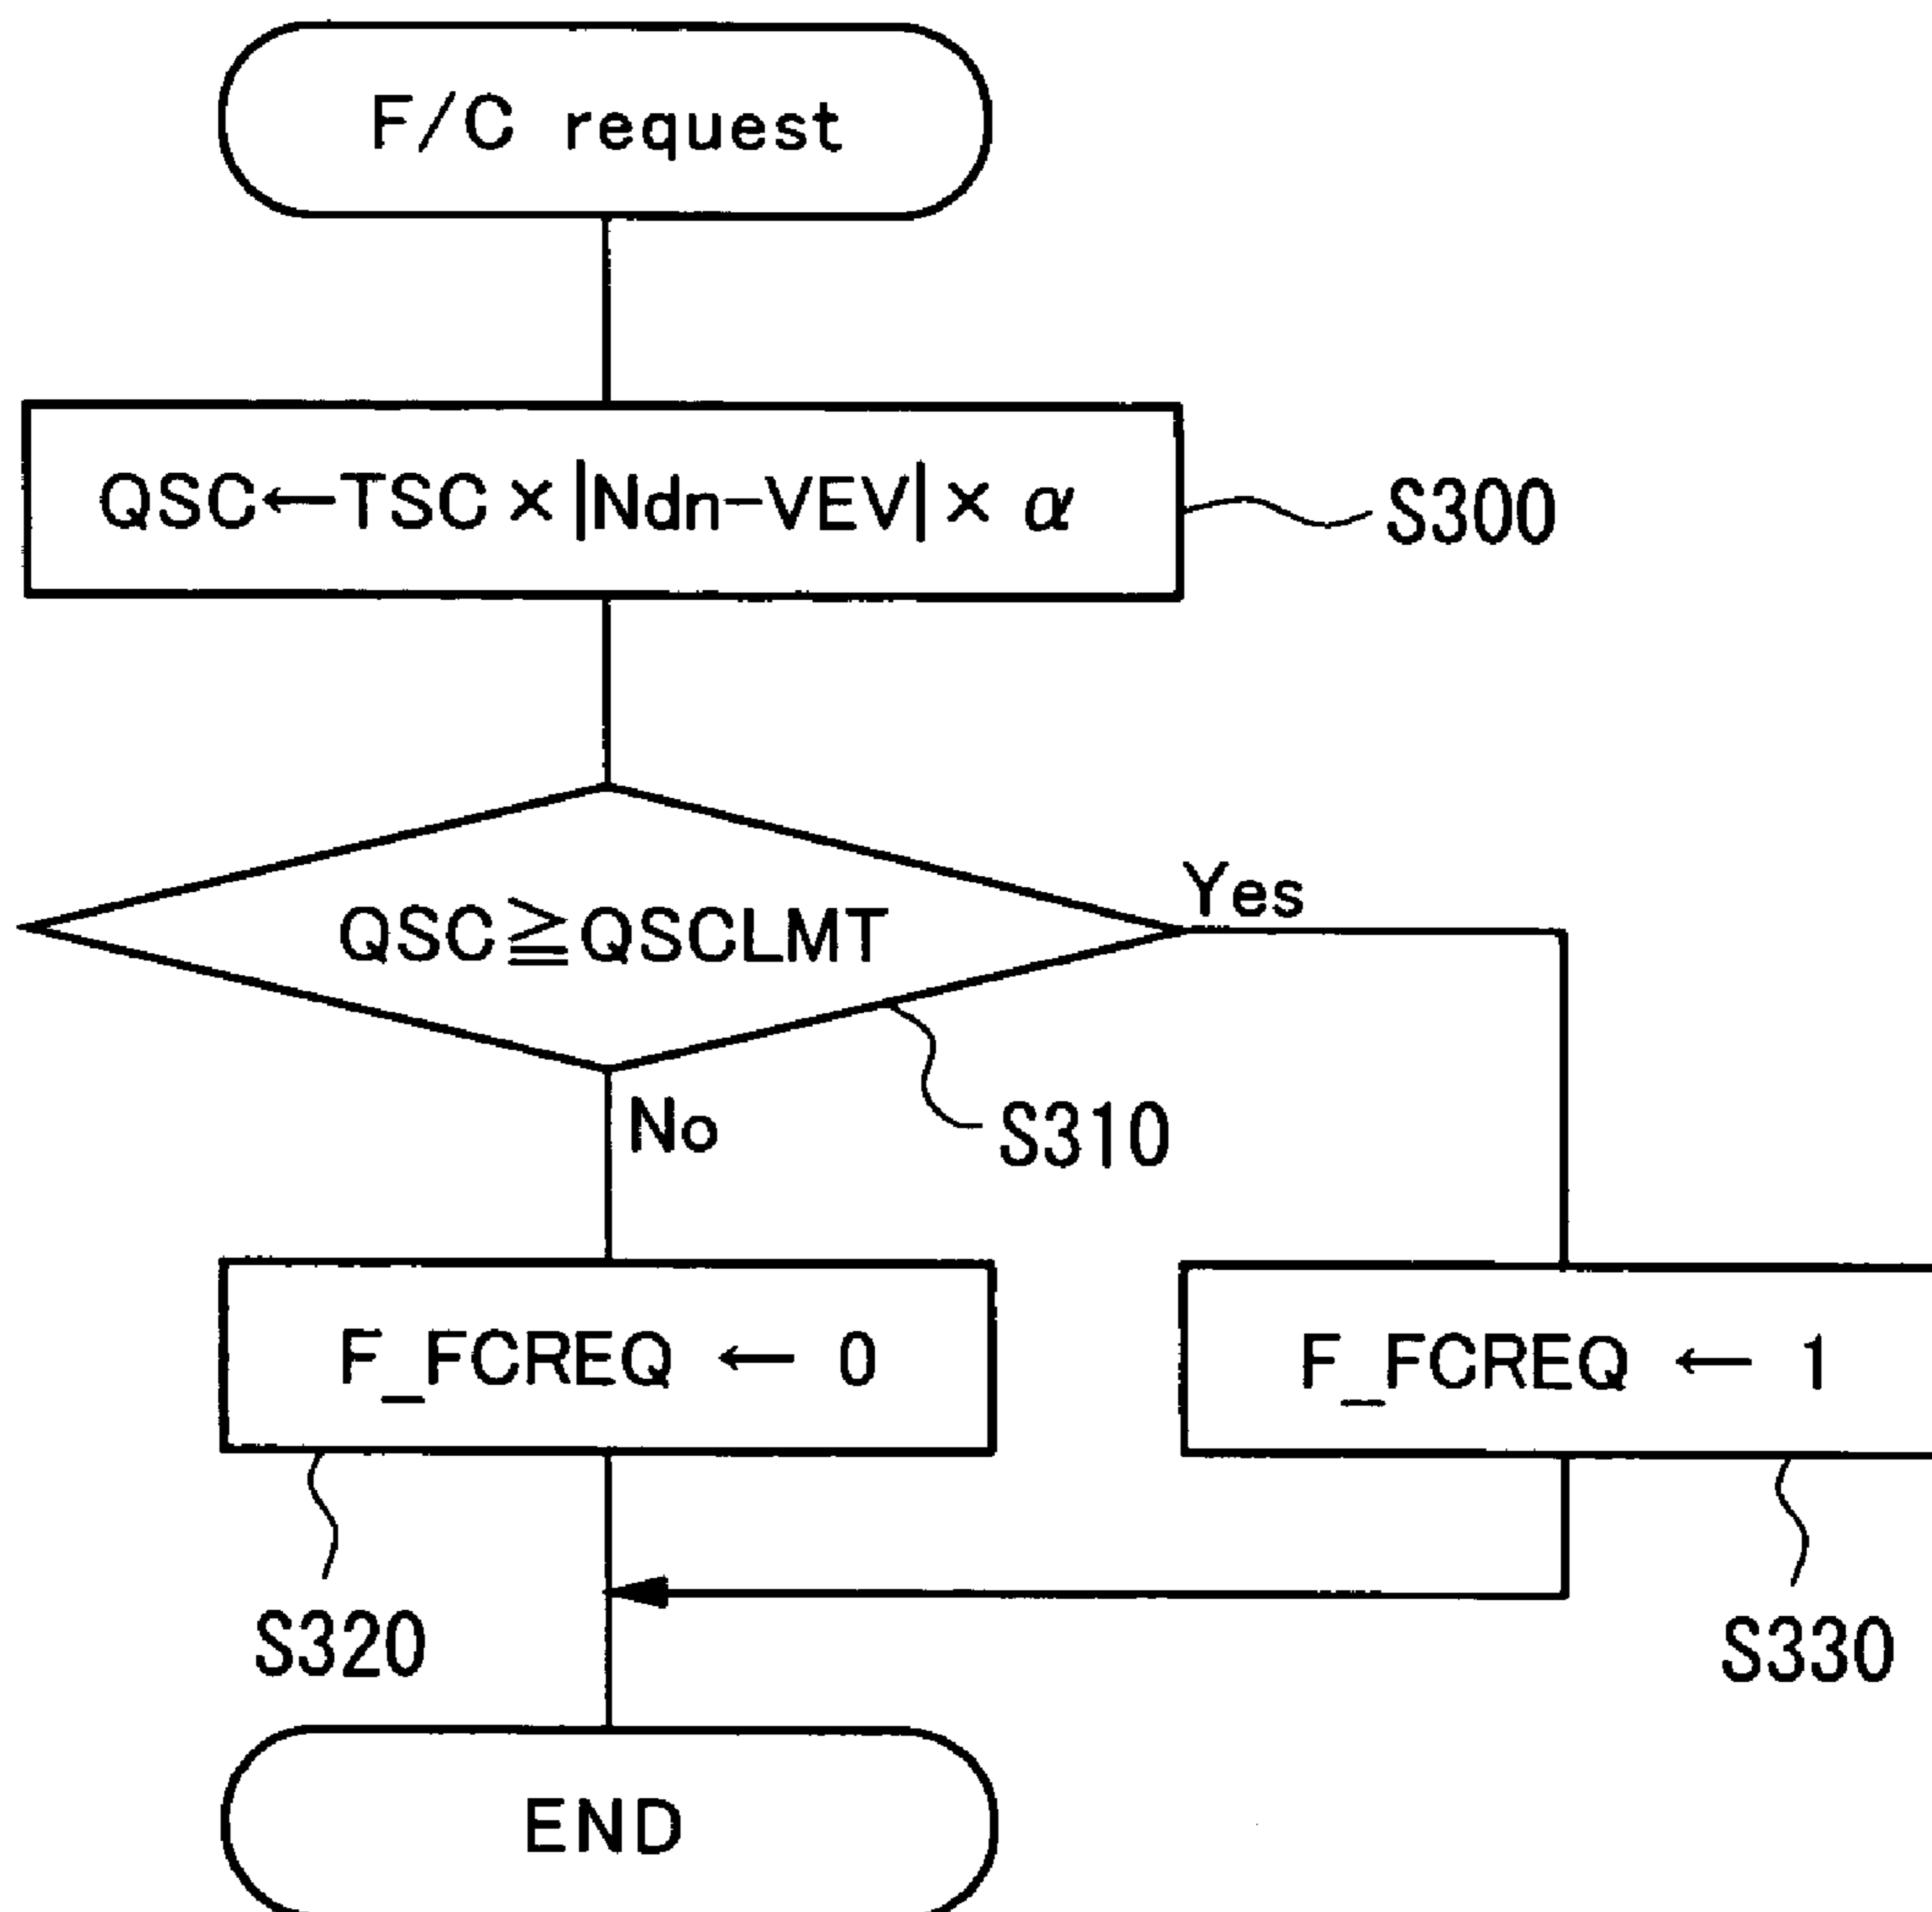 F/C request
QSC←TSC×|Ndn−VEV|× α
S300
QSC≧QSCLMT
Yes
No
S310
F_FCREQ ← 0
F_FCREQ ← 1
S320
S330
END